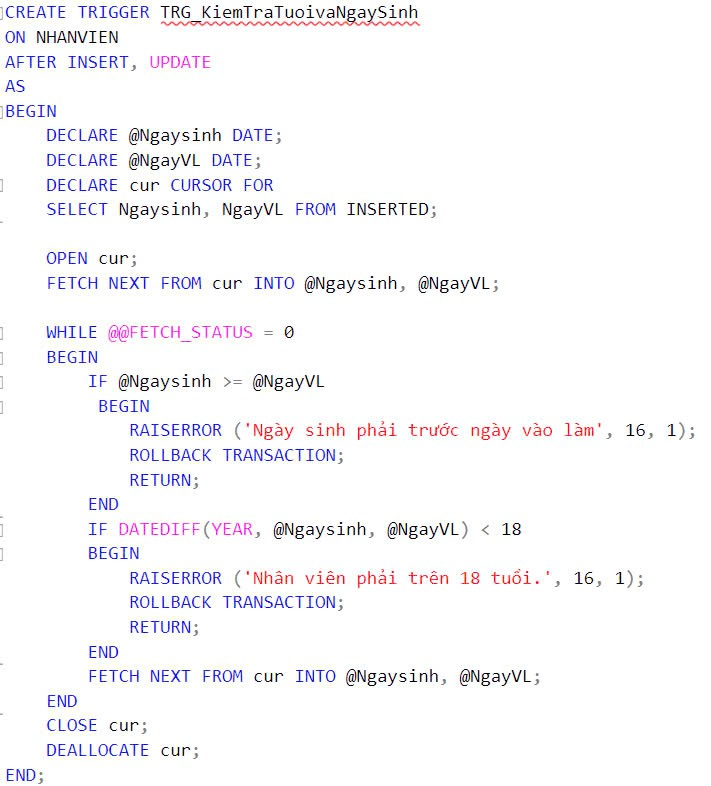 CREATE TRIGGER TRG_KiemTraTuoivaNgaySinh
ON NHANVIEN
AFTER INSERT, UPDATE
AS
BEGIN
    DECLARE @Ngaysinh DATE;
    DECLARE @NgayVL DATE;
    DECLARE cur CURSOR FOR
    SELECT Ngaysinh, NgayVL FROM INSERTED;

    OPEN cur;
    FETCH NEXT FROM cur INTO @Ngaysinh, @NgayVL;

    WHILE @@FETCH_STATUS = 0
    BEGIN
        IF @Ngaysinh >= @NgayVL
         BEGIN
            RAISERROR ('Ngày sinh phải trước ngày vào làm', 16, 1);
            ROLLBACK TRANSACTION;
            RETURN;
        END
        IF DATEDIFF(YEAR, @Ngaysinh, @NgayVL) < 18
        BEGIN
            RAISERROR ('Nhân viên phải trên 18 tuổi.', 16, 1);
            ROLLBACK TRANSACTION;
            RETURN;
        END
        FETCH NEXT FROM cur INTO @Ngaysinh, @NgayVL;
    END
    CLOSE cur;
    DEALLOCATE cur;
END;